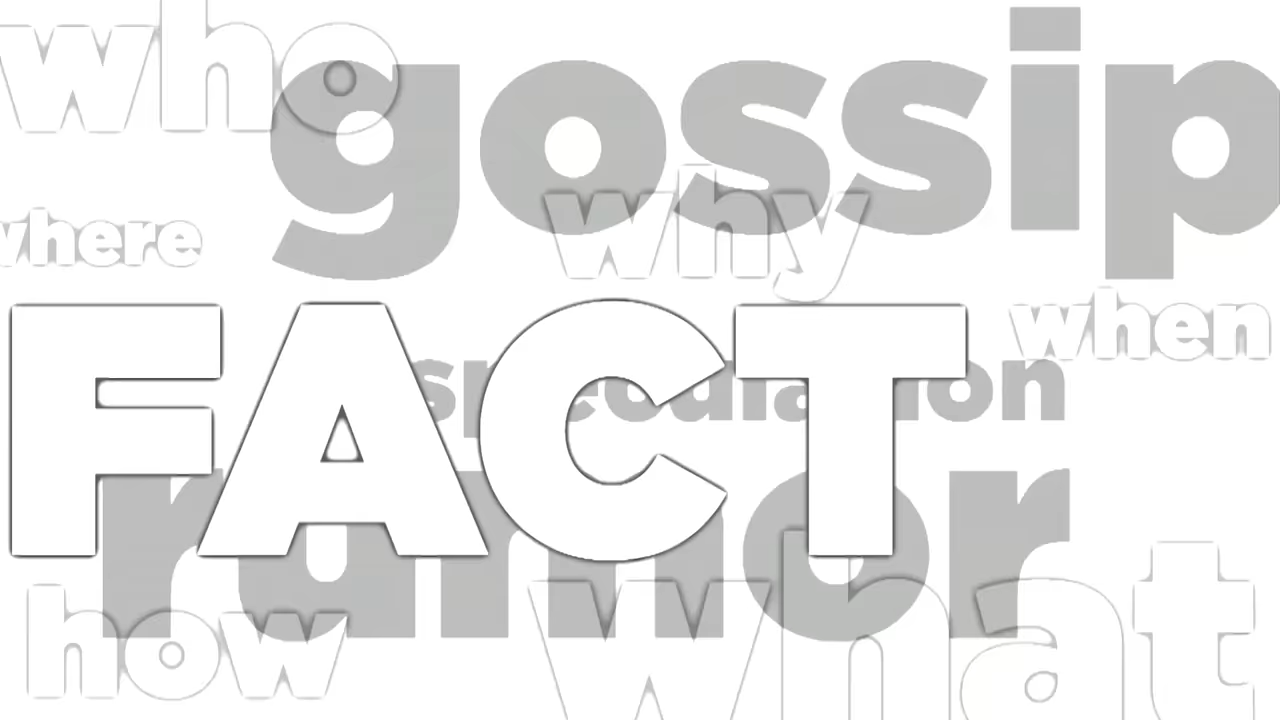 who
gossip
why
where
FACT
when
speculation
rumor
how
what